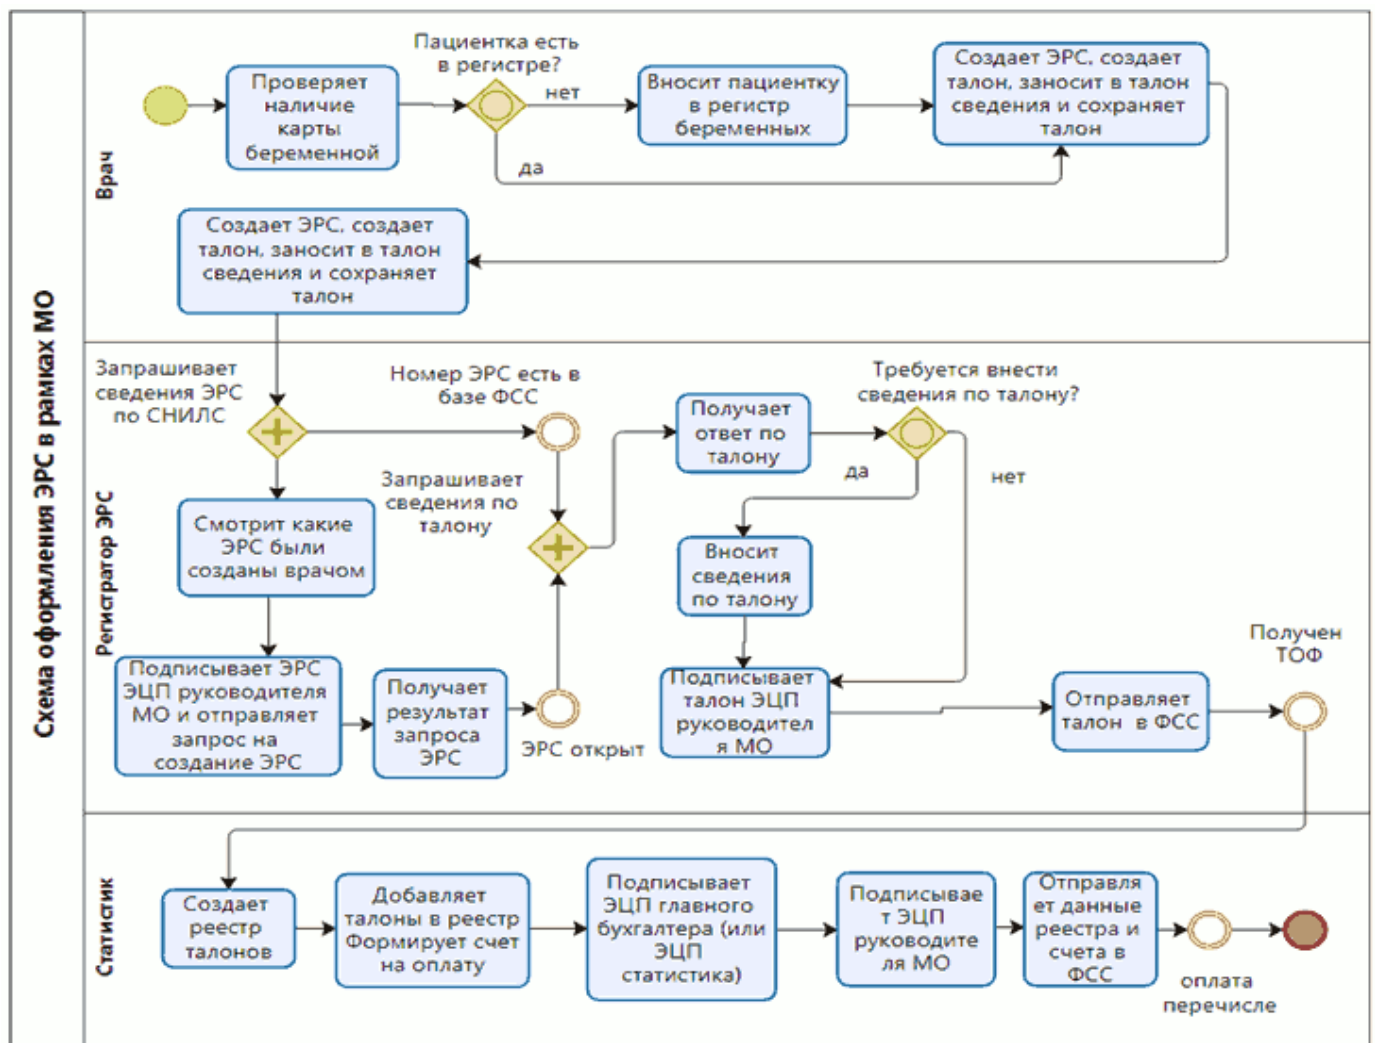 Схема оформления ЭРС в рамках МО
Врач
Проверяет
наличие
карты
беременной
Пациентка есть
в регистре?
нет
да
Вносит пациентку
в регистр
беременных
Создает ЭРС, создает
талон, заносит в талон
сведения и сохраняет
талон
Создает ЭРС, создает
талон, заносит в талон
сведения и сохраняет
талон
Регистратор ЭРС
Запрашивает
сведения ЭРС
по СНИЛС
Номер ЭРС есть в
базе ФСС
Запрашивает
сведения по
талону
Смотрит какие
ЭРС были
созданы врачом
Подписывает ЭРС
ЭЦП руководителя
МО и отправляет
запрос на
создание ЭРС
Получает
результат
запроса
ЭРС
ЭРС открыт
Получает
ответ по
талону
Требуется внести
сведения по талону?
да
нет
Вносит
сведения
по талону
Подписывает
талон ЭЦП
руководител
я МО
Отправляет
талон в ФСС
Получен
ТОФ
Статистик
Создает
реестр
талонов
Добавляет
талоны в реестр
Формирует счет
на оплату
Подписывает
ЭЦП главного
бухгалтера (или
ЭЦП
статистика)
Подписывае
т ЭЦП
руководите
ля МО
Отправля
ет данные
реестра и
счета в
ФСС
оплата
перечисле